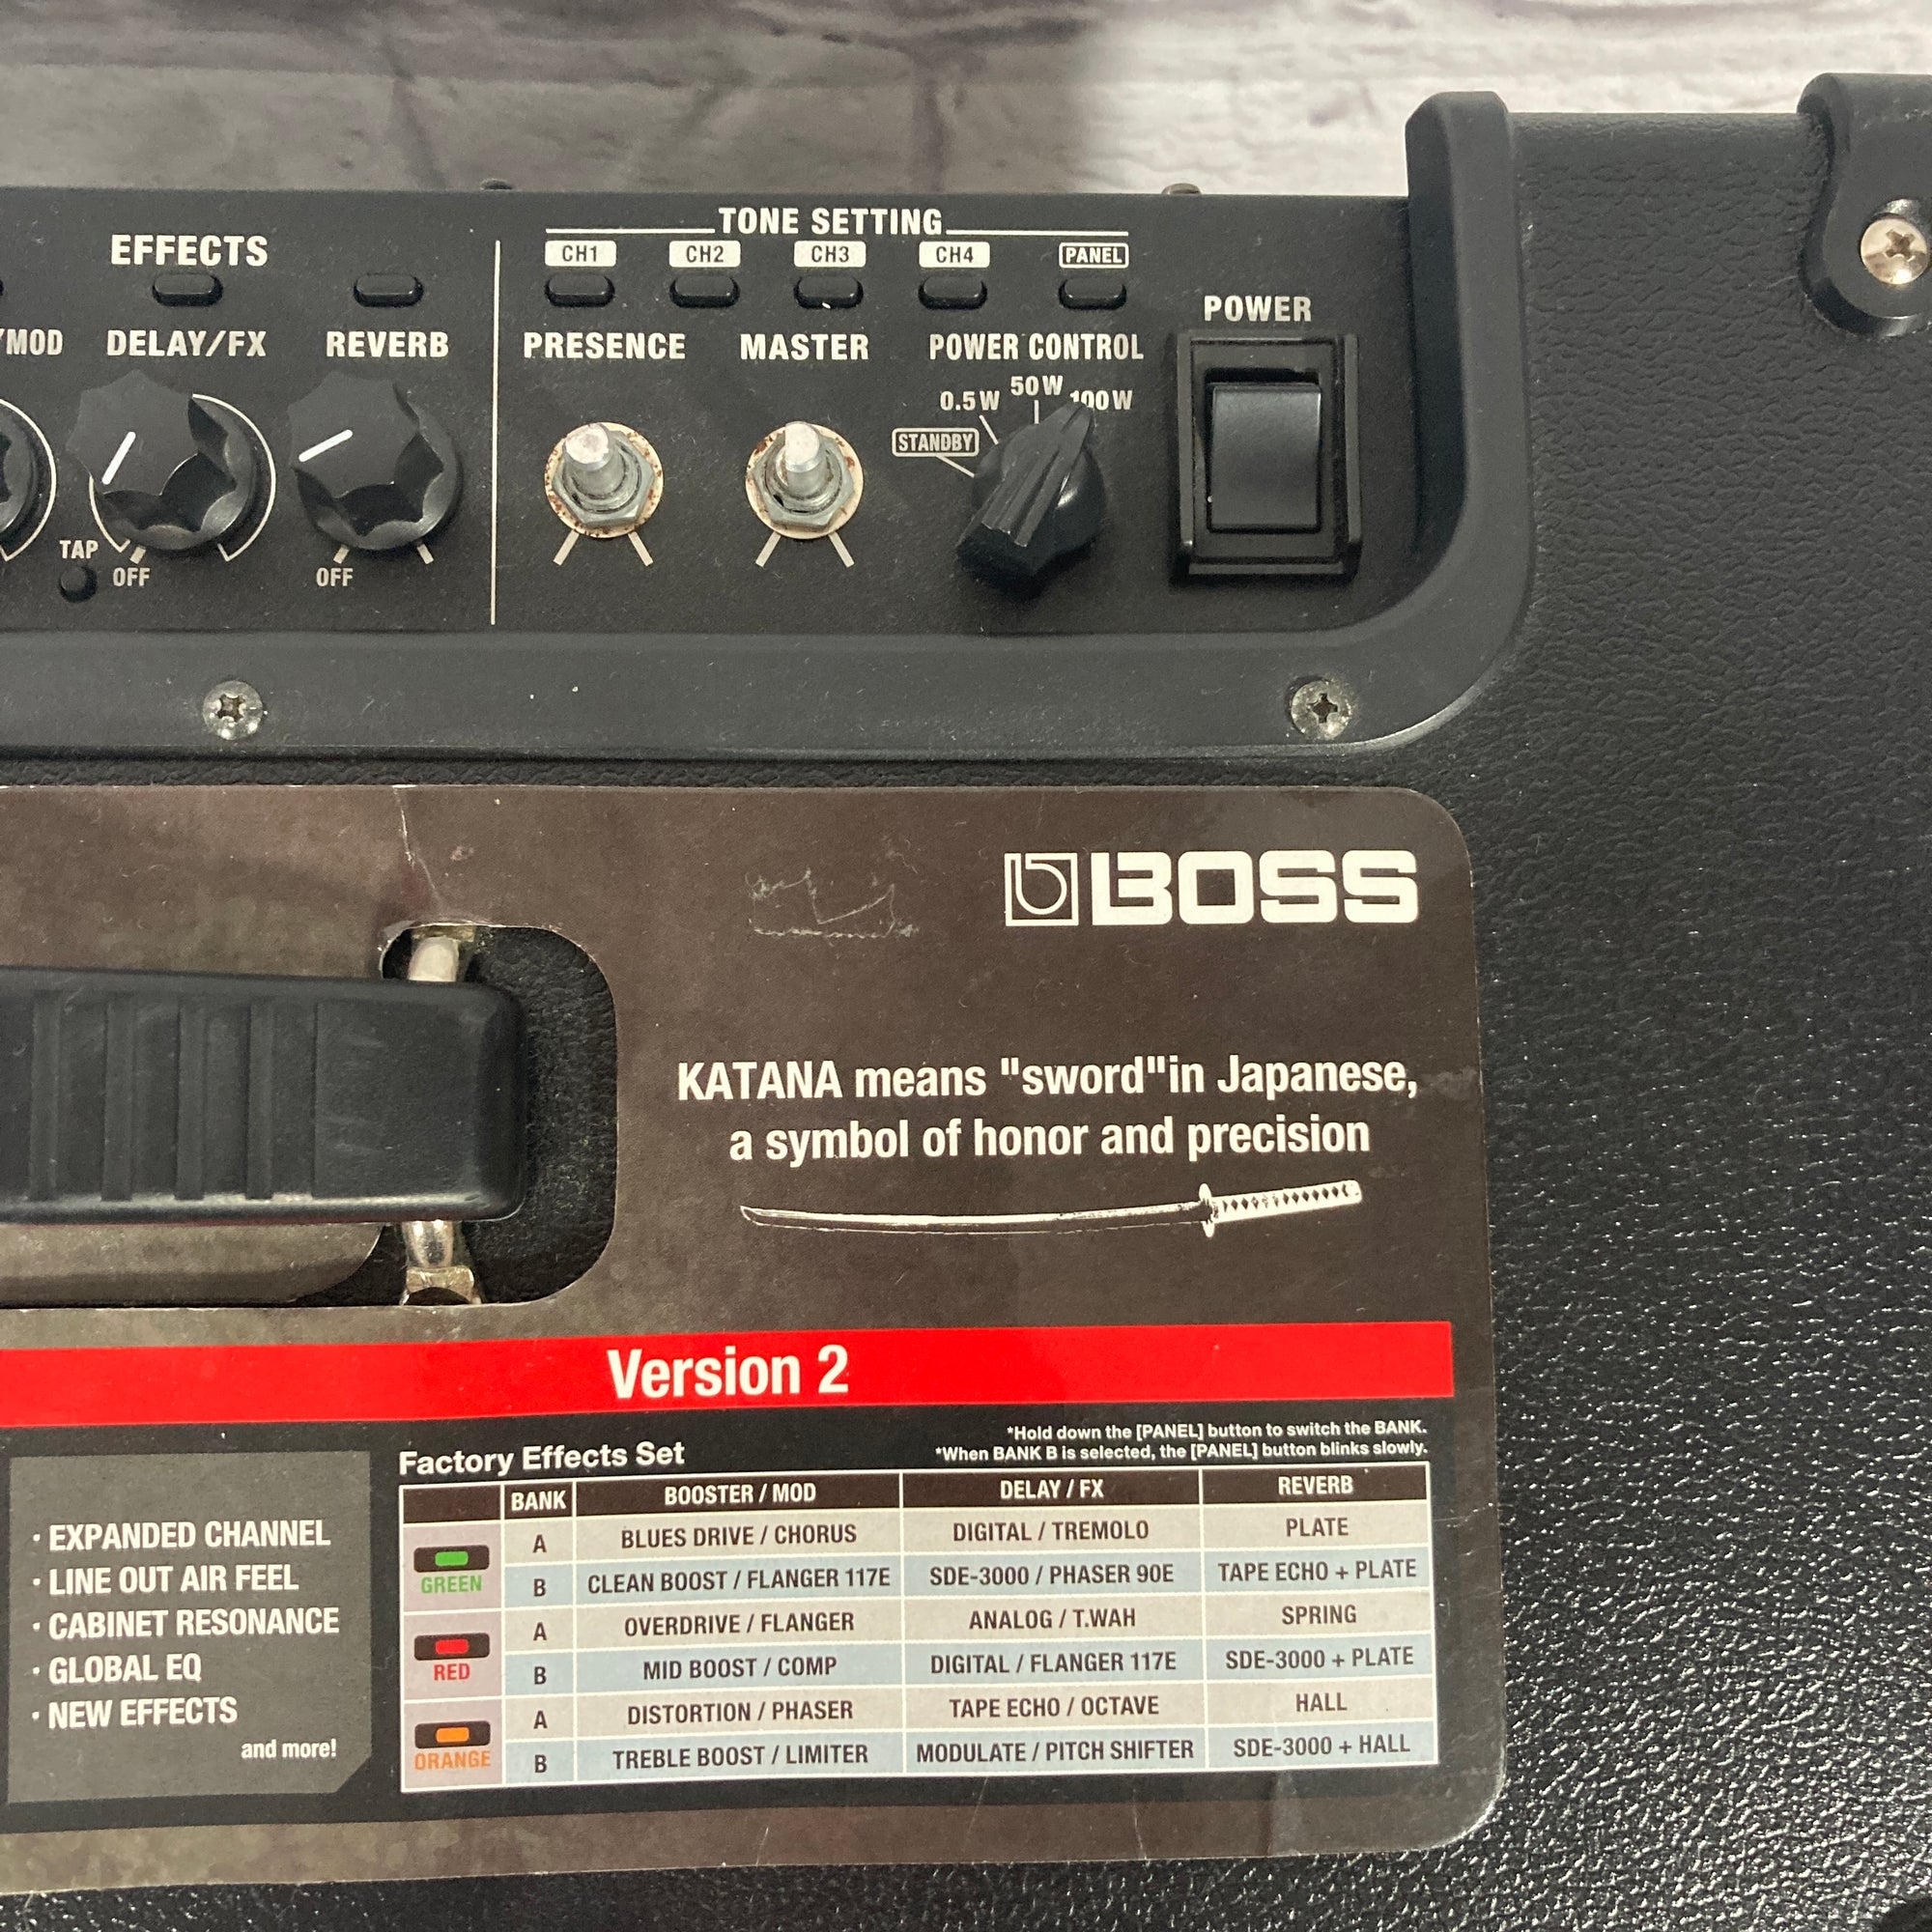 EFFECTS
TONE SETTING
CH1 CH2 CH3 CH4 PANEL
POWER
/MOD DELAY/FX REVERB PRESENCE MASTER POWER CONTROL
0.5W 50W 100W
STANDBY
TAP
OFF OFF
BOSS
KATANA means "sword"in Japanese,
a symbol of honor and precision
Version 2
*Hold down the [PANEL] button to switch the BANK.
*When BANK B is selected, the [PANEL] button blinks slowly.
Factory Effects Set
BANK BOOSTER / MOD DELAY / FX REVERB
GREEN
A BLUES DRIVE / CHORUS DIGITAL / TREMOLO PLATE
B CLEAN BOOST / FLANGER 117E SDE-3000 / PHASER 90E TAPE ECHO + PLATE
RED
A OVERDRIVE / FLANGER ANALOG / T.WAH SPRING
B MID BOOST / COMP DIGITAL / FLANGER 117E SDE-3000 + PLATE
ORANGE
A DISTORTION / PHASER TAPE ECHO / OCTAVE HALL
B TREBLE BOOST / LIMITER MODULATE / PITCH SHIFTER SDE-3000 + HALL
· EXPANDED CHANNEL
· LINE OUT AIR FEEL
· CABINET RESONANCE
· GLOBAL EQ
· NEW EFFECTS
and more!